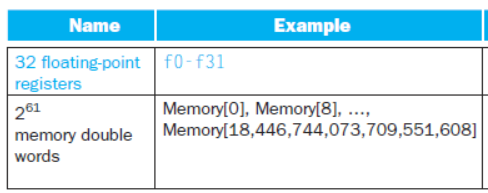 Name Example
32 floating-point f0-f31
registers
2^61 Memory[0], Memory[8], …,
memory double Memory[18,446,744,073,709,551,608]
words